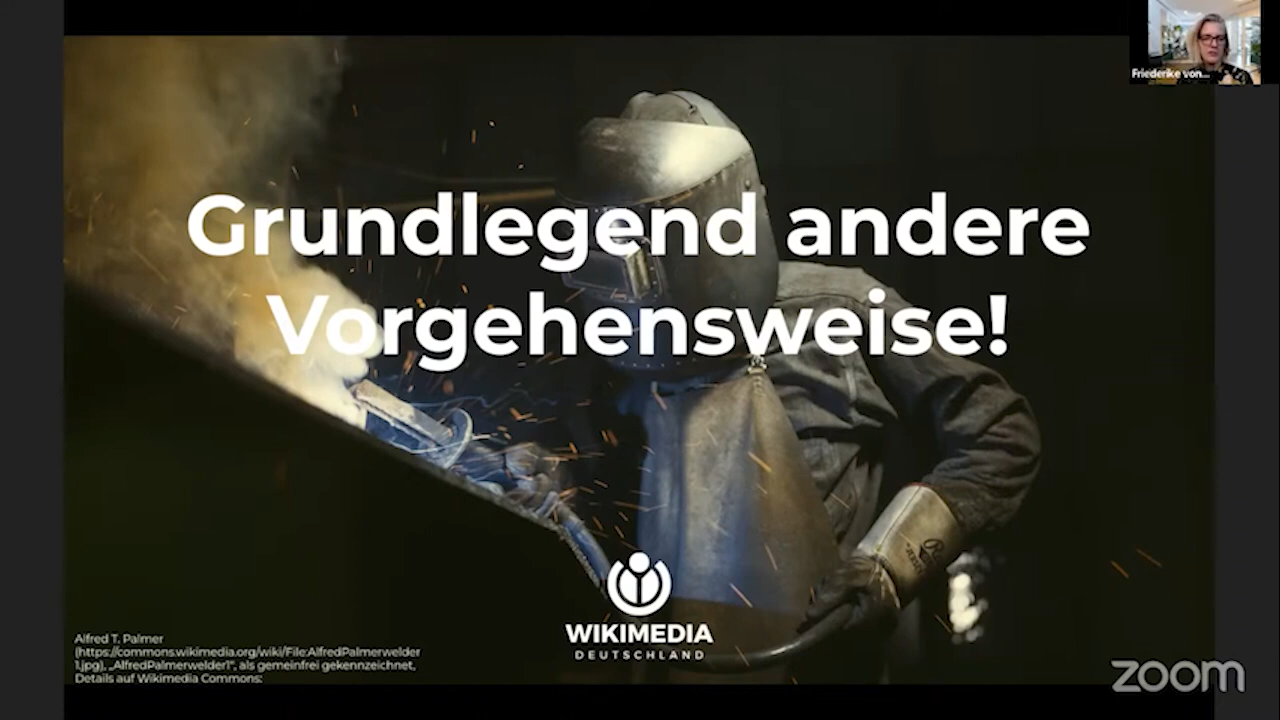 Friederike von...
Grundlegend andere
Vorgehensweise!
WIKIMEDIA
DEUTSCHLAND
Alfred T. Palmer
(https://commons.wikimedia.org/wiki/File:AlfredPalmerwelder
1.jpg), „AlfredPalmerwelder1“, als gemeinfrei gekennzeichnet,
Details auf Wikimedia Commons:
zoom